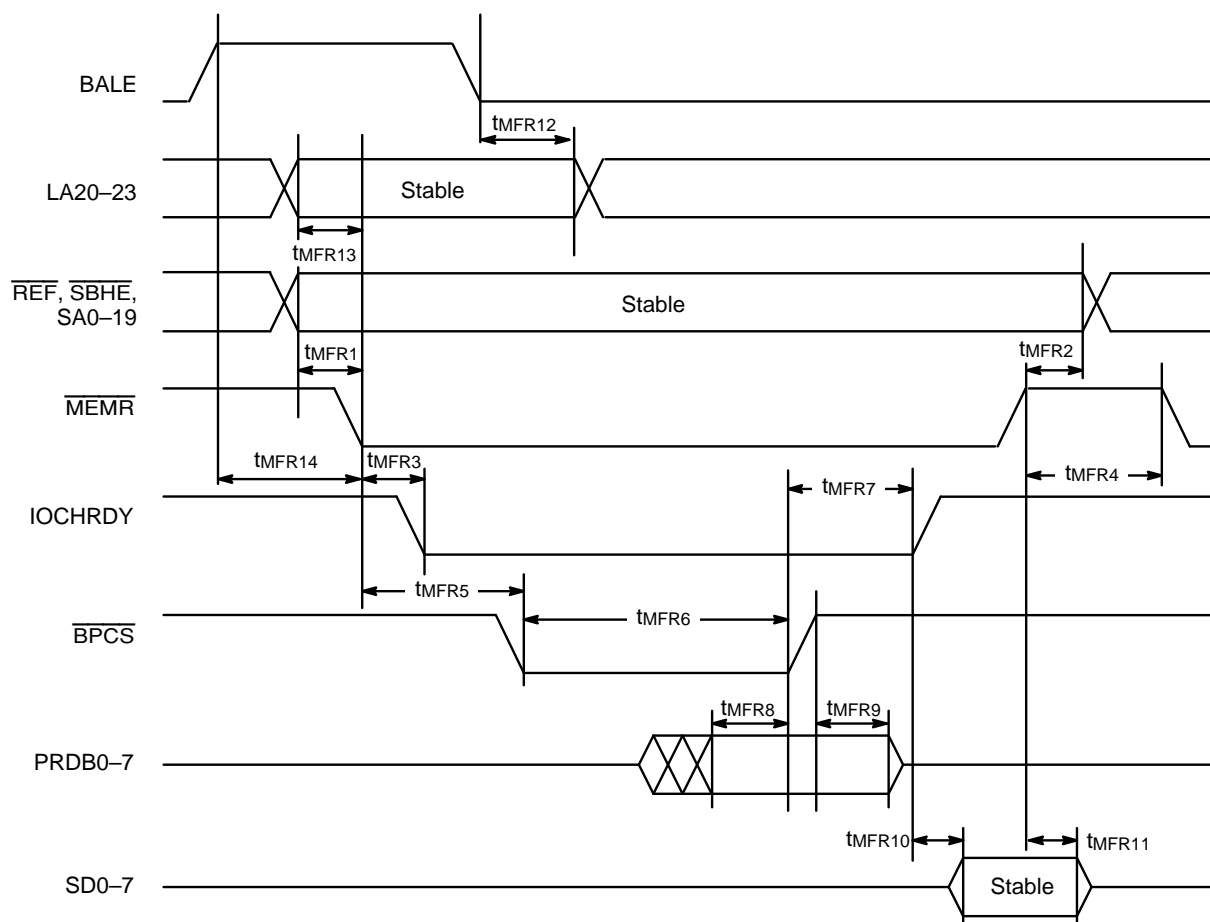 BALE
tMFR12
LA20–23
Stable
tMFR13
REF, SBHE,
SA0–19
Stable
tMFR1
tMFR2
MEMR
tMFR14
tMFR3
tMFR4
tMFR7
IOCHRDY
tMFR5
tMFR6
BPCS
tMFR8
tMFR9
PRDB0–7
tMFR10
tMFR11
SD0–7
Stable